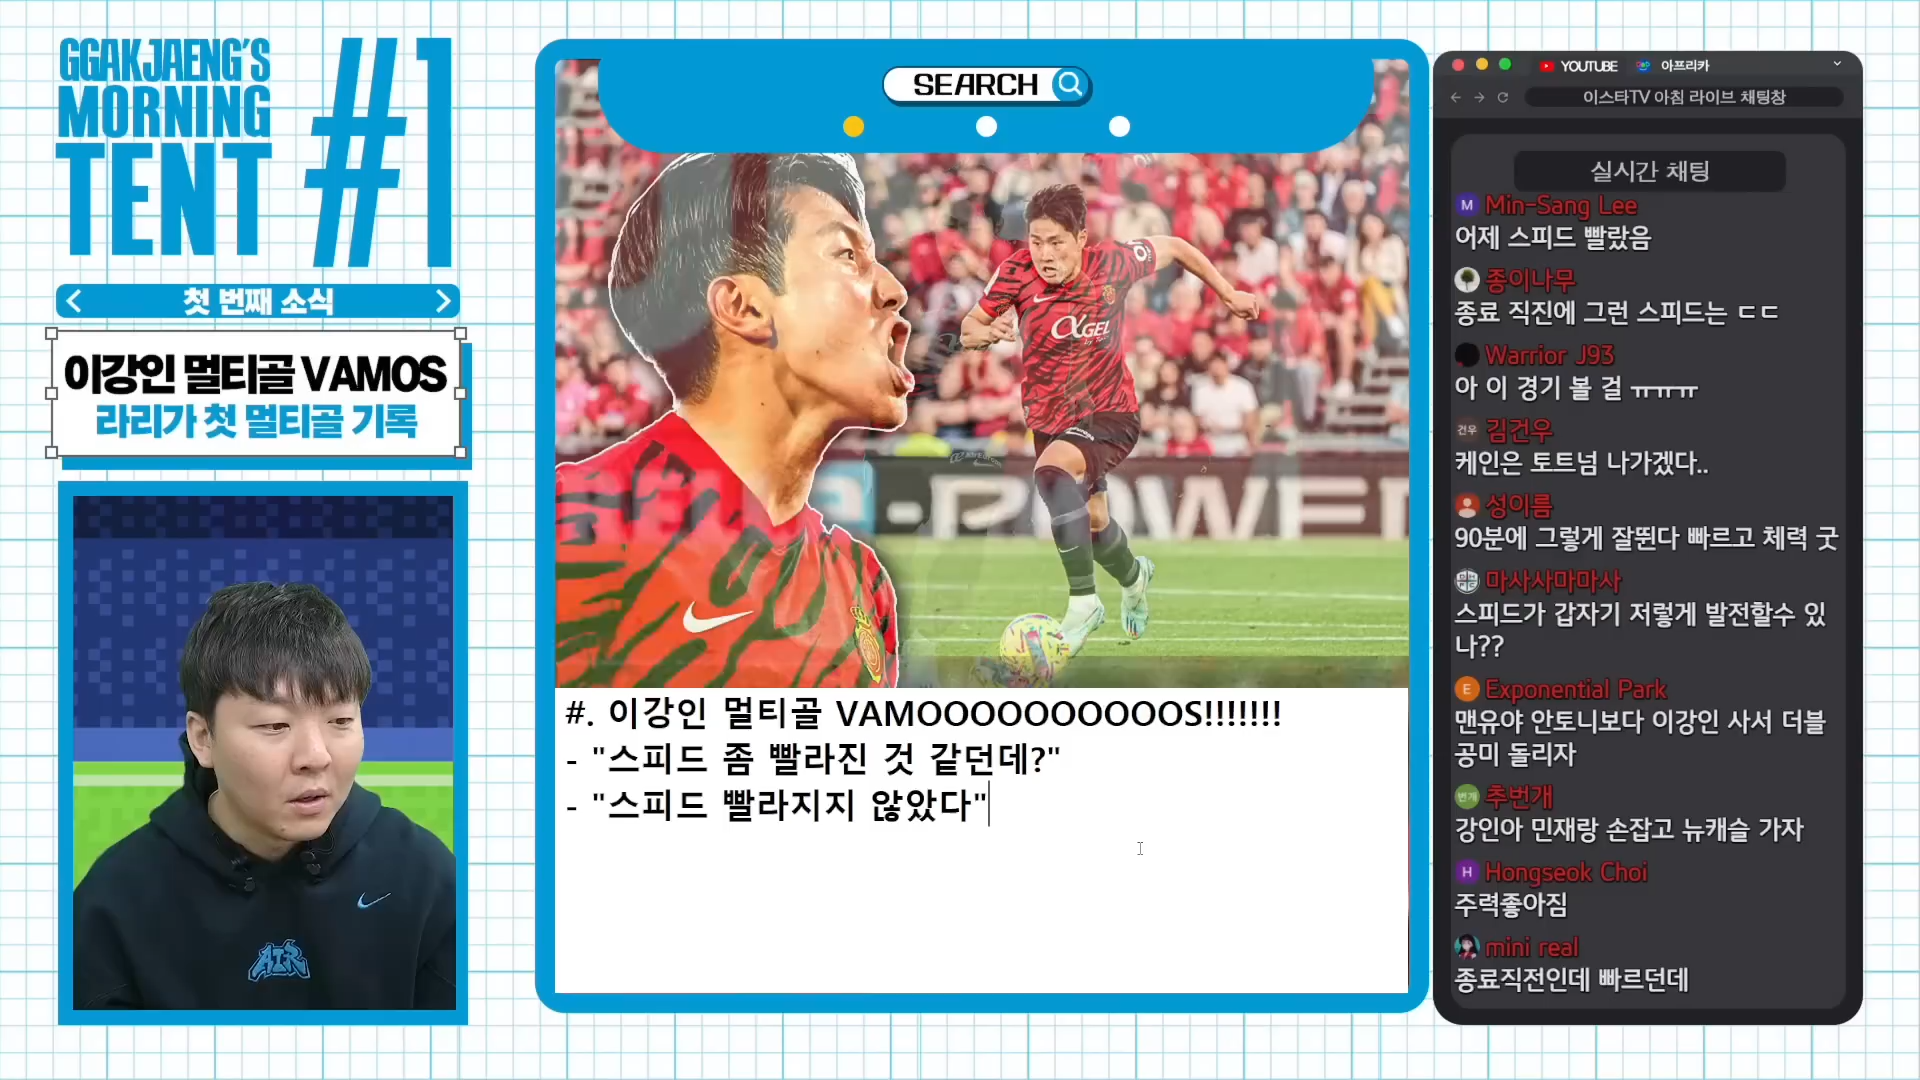 GGAKJAENG'S
MORNING
TENT
#1
첫 번째 소식
이강인 멀티골 VAMOS
라리가 첫 멀티골 기록
AIR
SEARCH
αGEL
-POWER
#. 이강인 멀티골 VAMOOOOOOOOOOS!!!!!!!
- "스피드 좀 빨라진 것 같던데?"
- "스피드 빨라지지 않았다"
YOUTUBE 아프리카
이스타TV 아침 라이브 채팅창
실시간 채팅
M Min-Sang Lee
어제 스피드 빨랐음
종이나무
종료 직진에 그런 스피드는 ㄷㄷ
Warrior J93
아 이 경기 볼 걸 ㅠㅠㅠ
건우 김건우
케인은 토트넘 나가겠다..
성이름
90분에 그렇게 잘뛴다 빠르고 체력 굿
마사사마마사
스피드가 갑자기 저렇게 발전할수 있
나??
E Exponential Park
맨유야 안토니보다 이강인 사서 더블
공미 돌리자
번개 추번개
강인아 민재랑 손잡고 뉴캐슬 가자
H Hongseok Choi
주력좋아짐
mini real
종료직전인데 빠르던데